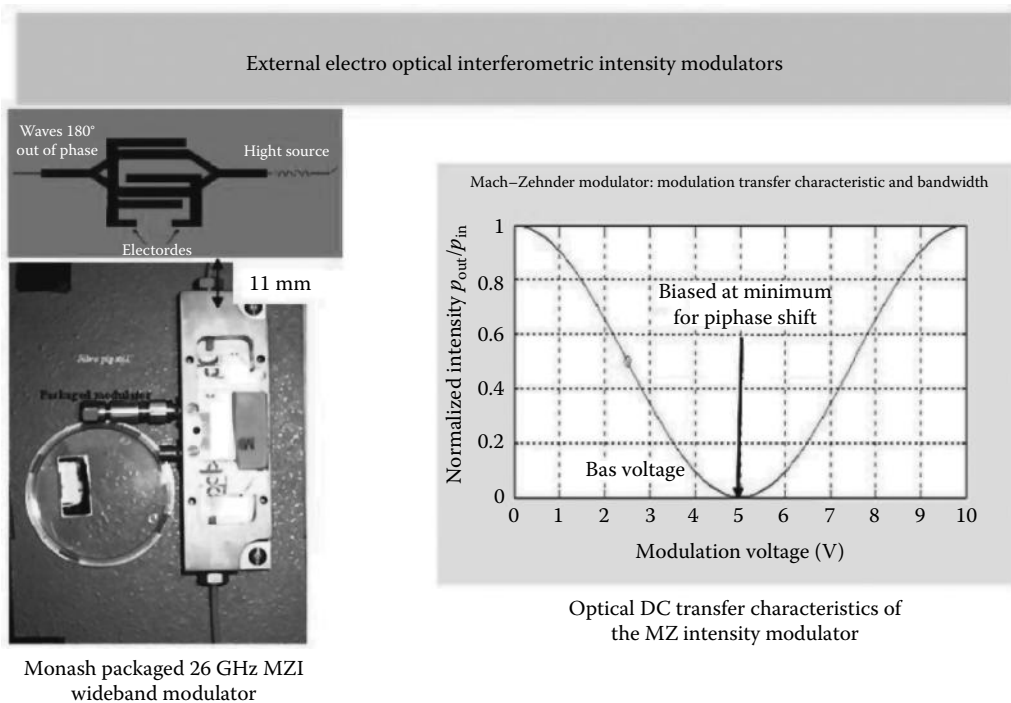 External electro optical interferometric intensity modulators
Waves 180°
out of phase
Hight source
Electordes
11 mm
Packaged modulator
Monash packaged 26 GHz MZI
wideband modulator
Mach–Zehnder modulator: modulation transfer characteristic and bandwidth
Normalized intensity pout/pin
1
0.8
0.6
0.4
0.2
0
Biased at minimum
for piphase shift
Bas voltage
0 1 2 3 4 5 6 7 8 9 10
Modulation voltage (V)
Optical DC transfer characteristics of
the MZ intensity modulator